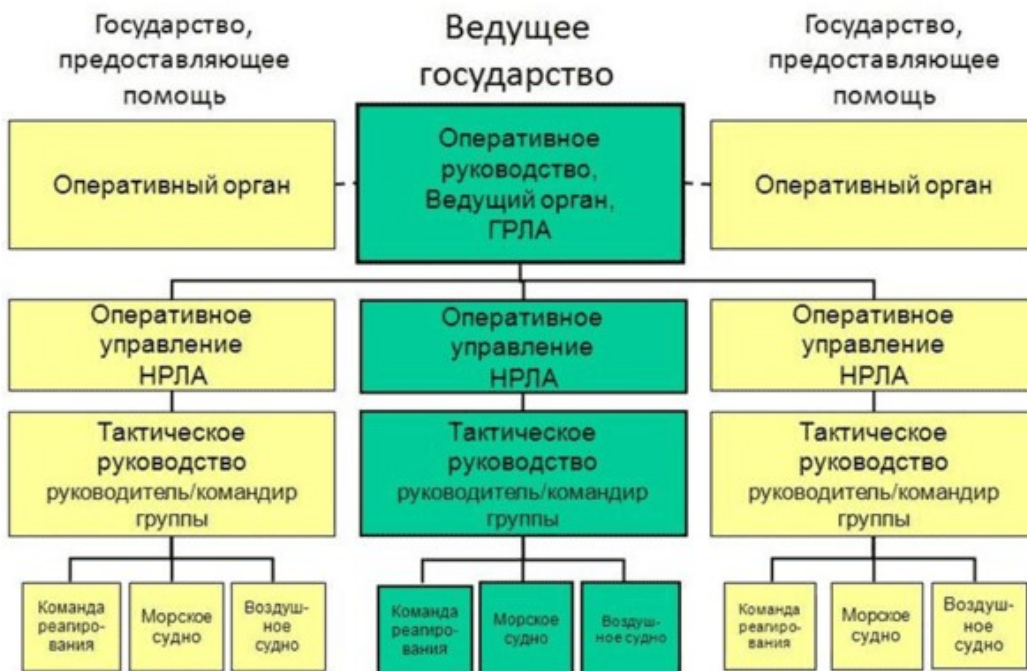 Государство,
предоставляющее
помощь
Ведущее
государство
Государство,
предоставляющее
помощь
Оперативный орган
Оперативное
руководство,
Ведущий орган,
ГРЛА
Оперативный орган
Оперативное
управление
НРЛА
Оперативное
управление
НРЛА
Оперативное
управление
НРЛА
Тактическое
руководство
руководитель/командир
группы
Тактическое
руководство
руководитель/командир
группы
Тактическое
руководство
руководитель/командир
группы
Команда
реагиро-
вания
Морское
судно
Воздуш-
ное
судно
Команда
реагиро-
вания
Морское
судно
Воздуш-
ное судно
Команда
реагиро-
вания
Морское
судно
Воздуш-
ное
судно